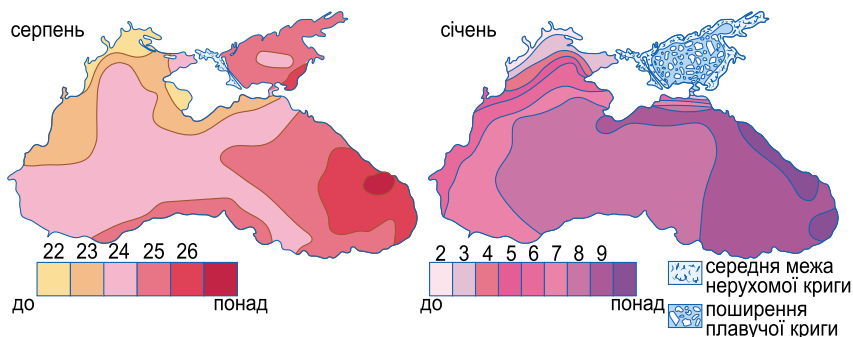 серпень
22 23 24 25 26
до понад
січень
2 3 4 5 6 7 8 9
до понад
середня межа
нерухомої криги
поширення
плавучої криги